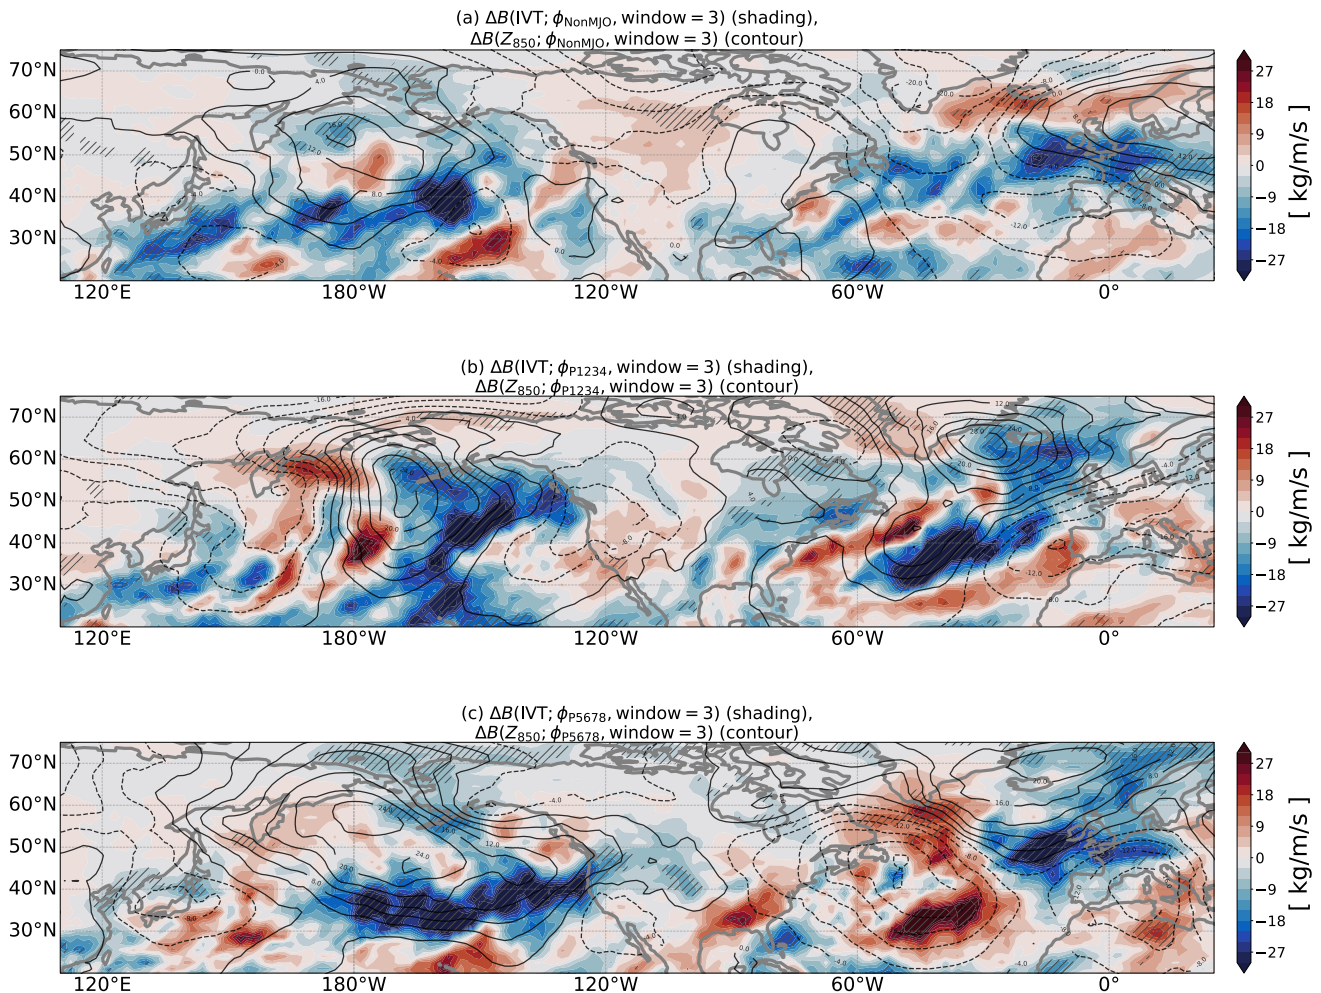 (a) ΔB(IVT; ϕNonMJO, window = 3) (shading),
ΔB(Z850; ϕNonMJO, window = 3) (contour)
70°N
60°N
50°N
40°N
30°N
120°E 180°W 120°W 60°W 0°
27
18
9
0
−9
−18
−27
[ kg/m/s ]
(b) ΔB(IVT; ϕP1234, window = 3) (shading),
ΔB(Z850; ϕP1234, window = 3) (contour)
70°N
60°N
50°N
40°N
30°N
120°E 180°W 120°W 60°W 0°
27
18
9
0
−9
−18
−27
[ kg/m/s ]
(c) ΔB(IVT; ϕP5678, window = 3) (shading),
ΔB(Z850; ϕP5678, window = 3) (contour)
70°N
60°N
50°N
40°N
30°N
120°E 180°W 120°W 60°W 0°
27
18
9
0
−9
−18
−27
[ kg/m/s ]